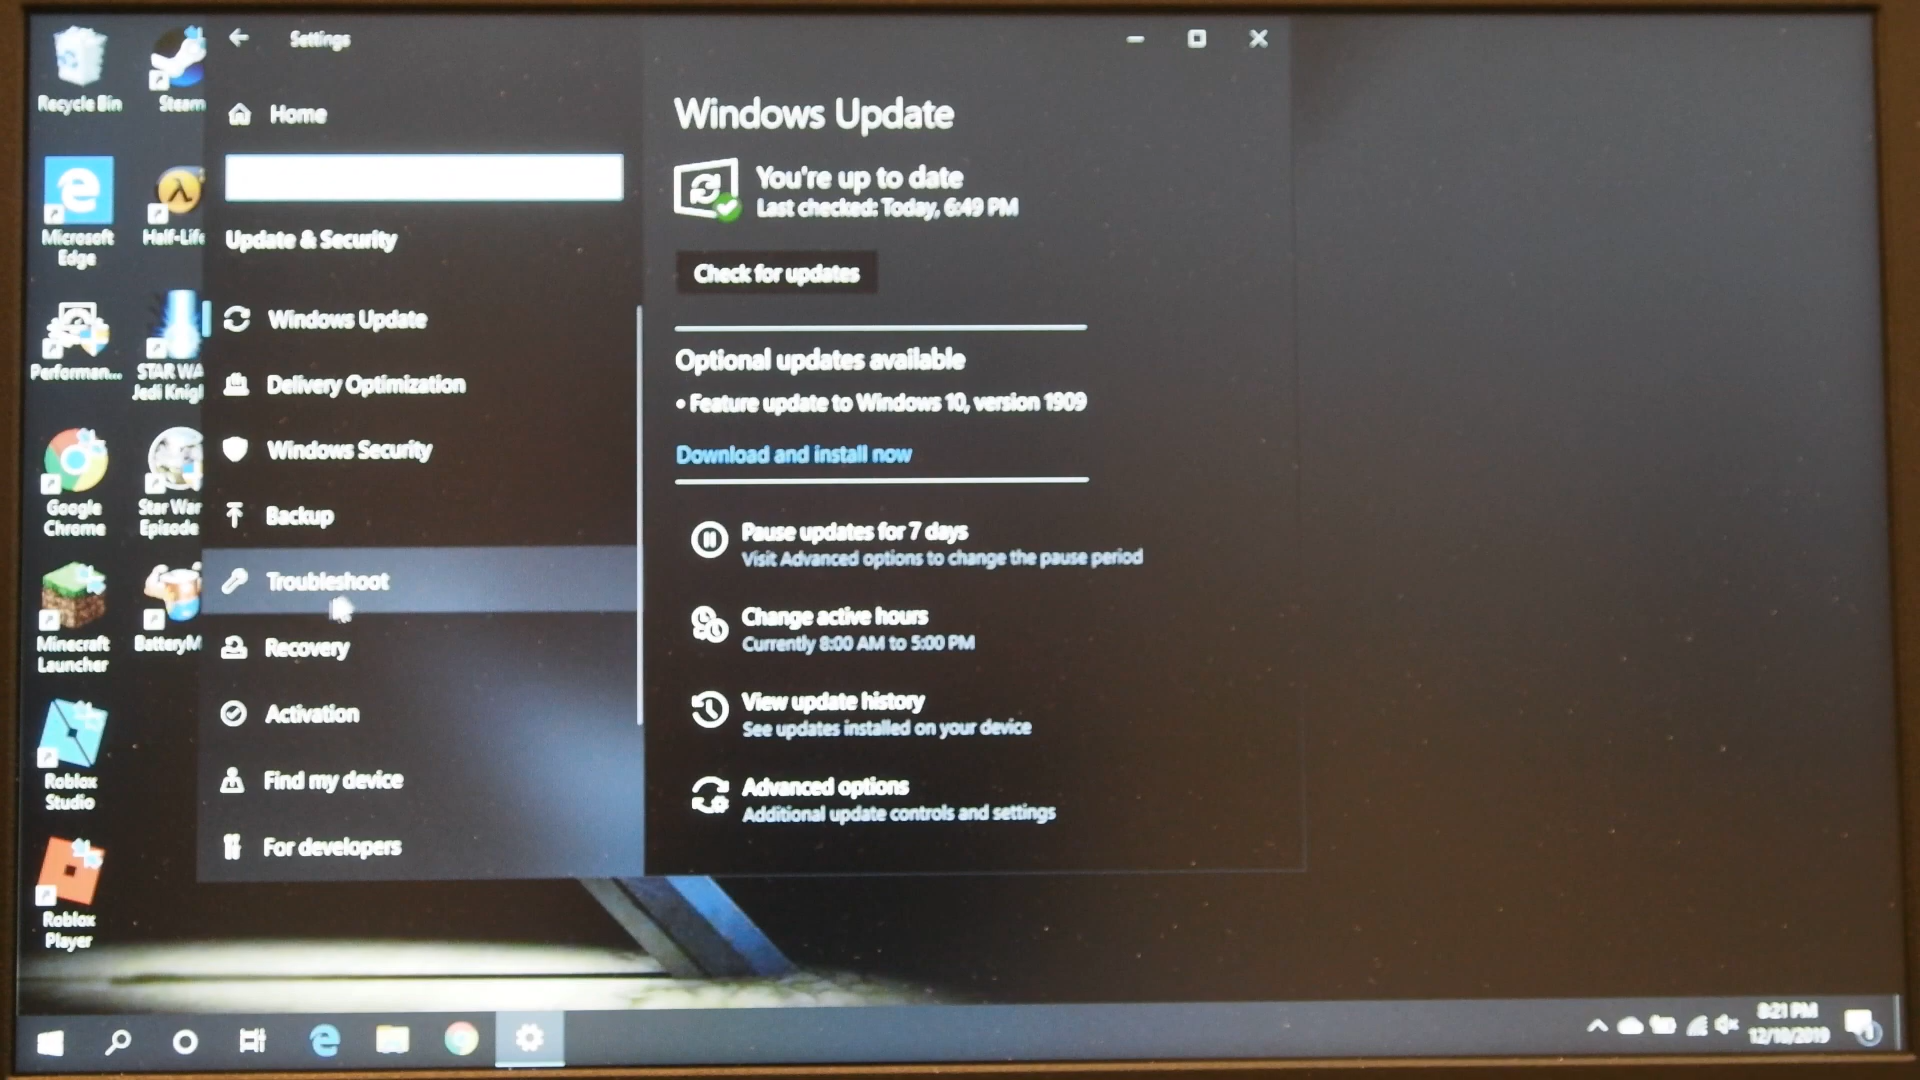 Settings
Home
Update & Security
Windows Update
Delivery Optimization
Windows Security
Backup
Troubleshoot
Recovery
Activation
Find my device
For developers
Windows Update
You're up to date
Last checked: Today, 6:49 PM
Check for updates
Optional updates available
• Feature update to Windows 10, version 1909
Download and install now
Pause updates for 7 days
Visit Advanced options to change the pause period
Change active hours
Currently 8:00 AM to 5:00 PM
View update history
See updates installed on your device
Advanced options
Additional update controls and settings
Recycle Bin
Steam
Microsoft
Edge
Half-Life
Performan...
STAR WA
Jedi Knigh
Google
Chrome
Star War
Episode
Minecraft
Launcher
BatteryM
Roblox
Studio
Roblox
Player
8:21 PM
12/10/2019